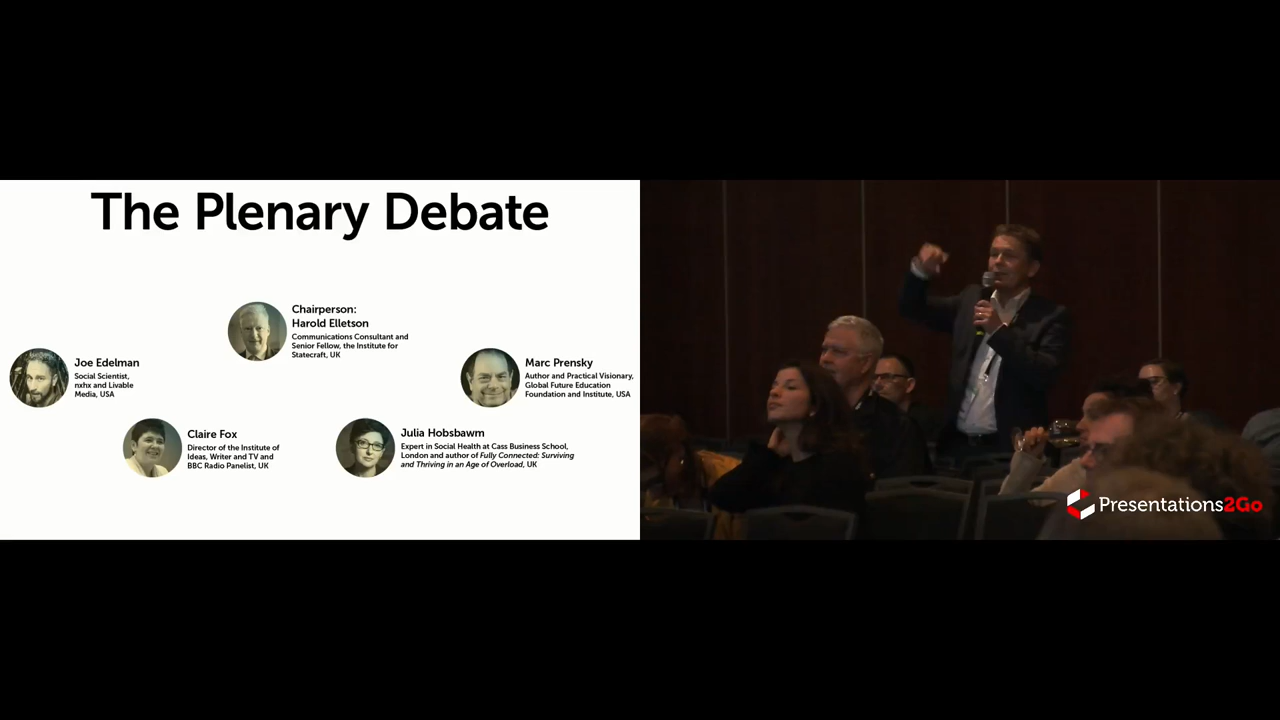 The Plenary Debate
Chairperson:
Harold Elletson
Communications Consultant and
Senior Fellow, the Institute for
Statecraft, UK
Joe Edelman
Social Scientist,
nxhx and Livable
Media, USA
Marc Prensky
Author and Practical Visionary,
Global Future Education
Foundation and Institute, USA
Claire Fox
Director of the Institute of
Ideas, Writer and TV and
BBC Radio Panelist, UK
Julia Hobsbawm
Expert in Social Health at Cass Business School,
London and author of Fully Connected: Surviving
and Thriving in an Age of Overload, UK
Presentations2Go